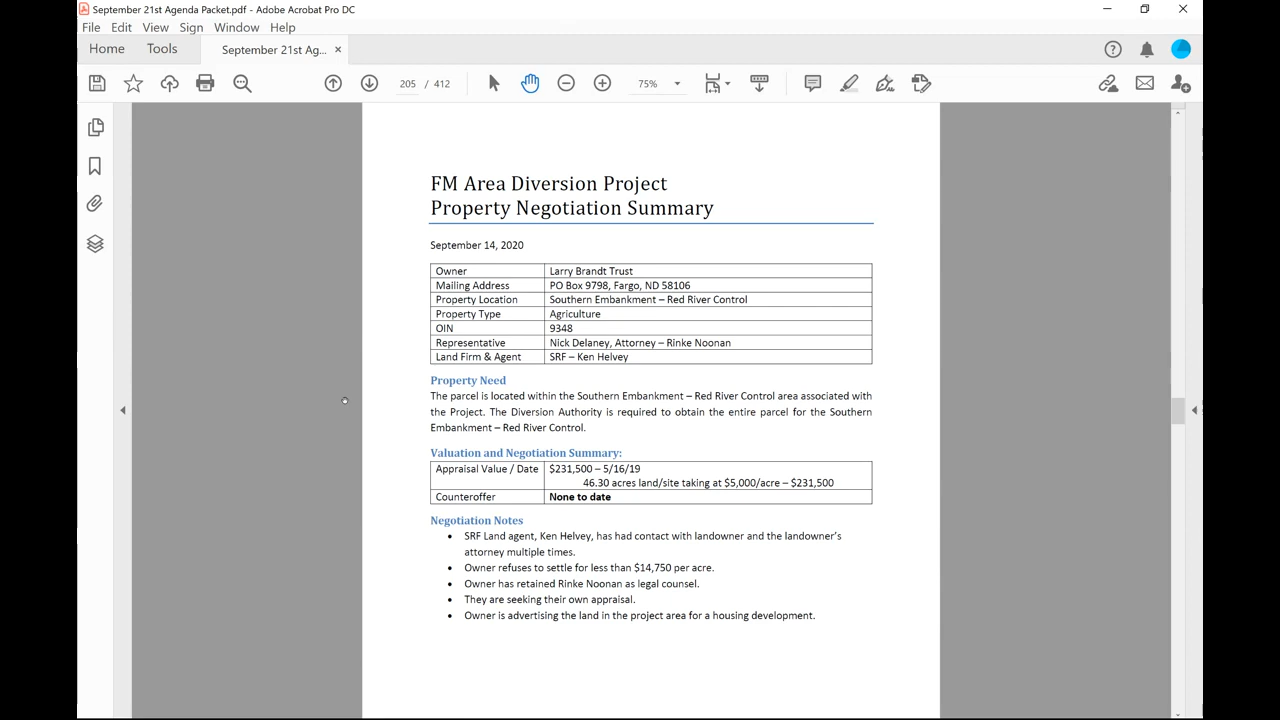 September 21st Agenda Packet.pdf - Adobe Acrobat Pro DC
File Edit View Sign Window Help
Home Tools September 21st Ag... ×
205 / 412 75%
FM Area Diversion Project
Property Negotiation Summary
September 14, 2020
Owner Larry Brandt Trust
Mailing Address PO Box 9798, Fargo, ND 58106
Property Location Southern Embankment – Red River Control
Property Type Agriculture
OIN 9348
Representative Nick Delaney, Attorney – Rinke Noonan
Land Firm & Agent SRF – Ken Helvey
Property Need
The parcel is located within the Southern Embankment – Red River Control area associated with
the Project. The Diversion Authority is required to obtain the entire parcel for the Southern
Embankment – Red River Control.
Valuation and Negotiation Summary:
Appraisal Value / Date $231,500 – 5/16/19
46.30 acres land/site taking at $5,000/acre – $231,500
Counteroffer None to date
Negotiation Notes
• SRF Land agent, Ken Helvey, has had contact with landowner and the landowner's
attorney multiple times.
• Owner refuses to settle for less than $14,750 per acre.
• Owner has retained Rinke Noonan as legal counsel.
• They are seeking their own appraisal.
• Owner is advertising the land in the project area for a housing development.